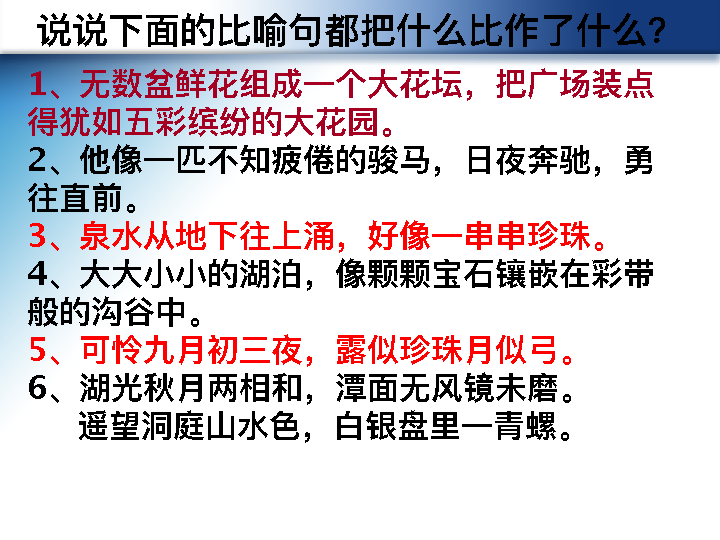 说说下面的比喻句都把什么比作了什么？
1、无数盆鲜花组成一个大花坛，把广场装点
得犹如五彩缤纷的大花园。
2、他像一匹不知疲倦的骏马，日夜奔驰，勇
往直前。
3、泉水从地下往上涌，好像一串串珍珠。
4、大大小小的湖泊，像颗颗宝石镶嵌在彩带
般的沟谷中。
5、可怜九月初三夜，露似珍珠月似弓。
6、湖光秋月两相和，潭面无风镜未磨。
遥望洞庭山水色，白银盘里一青螺。